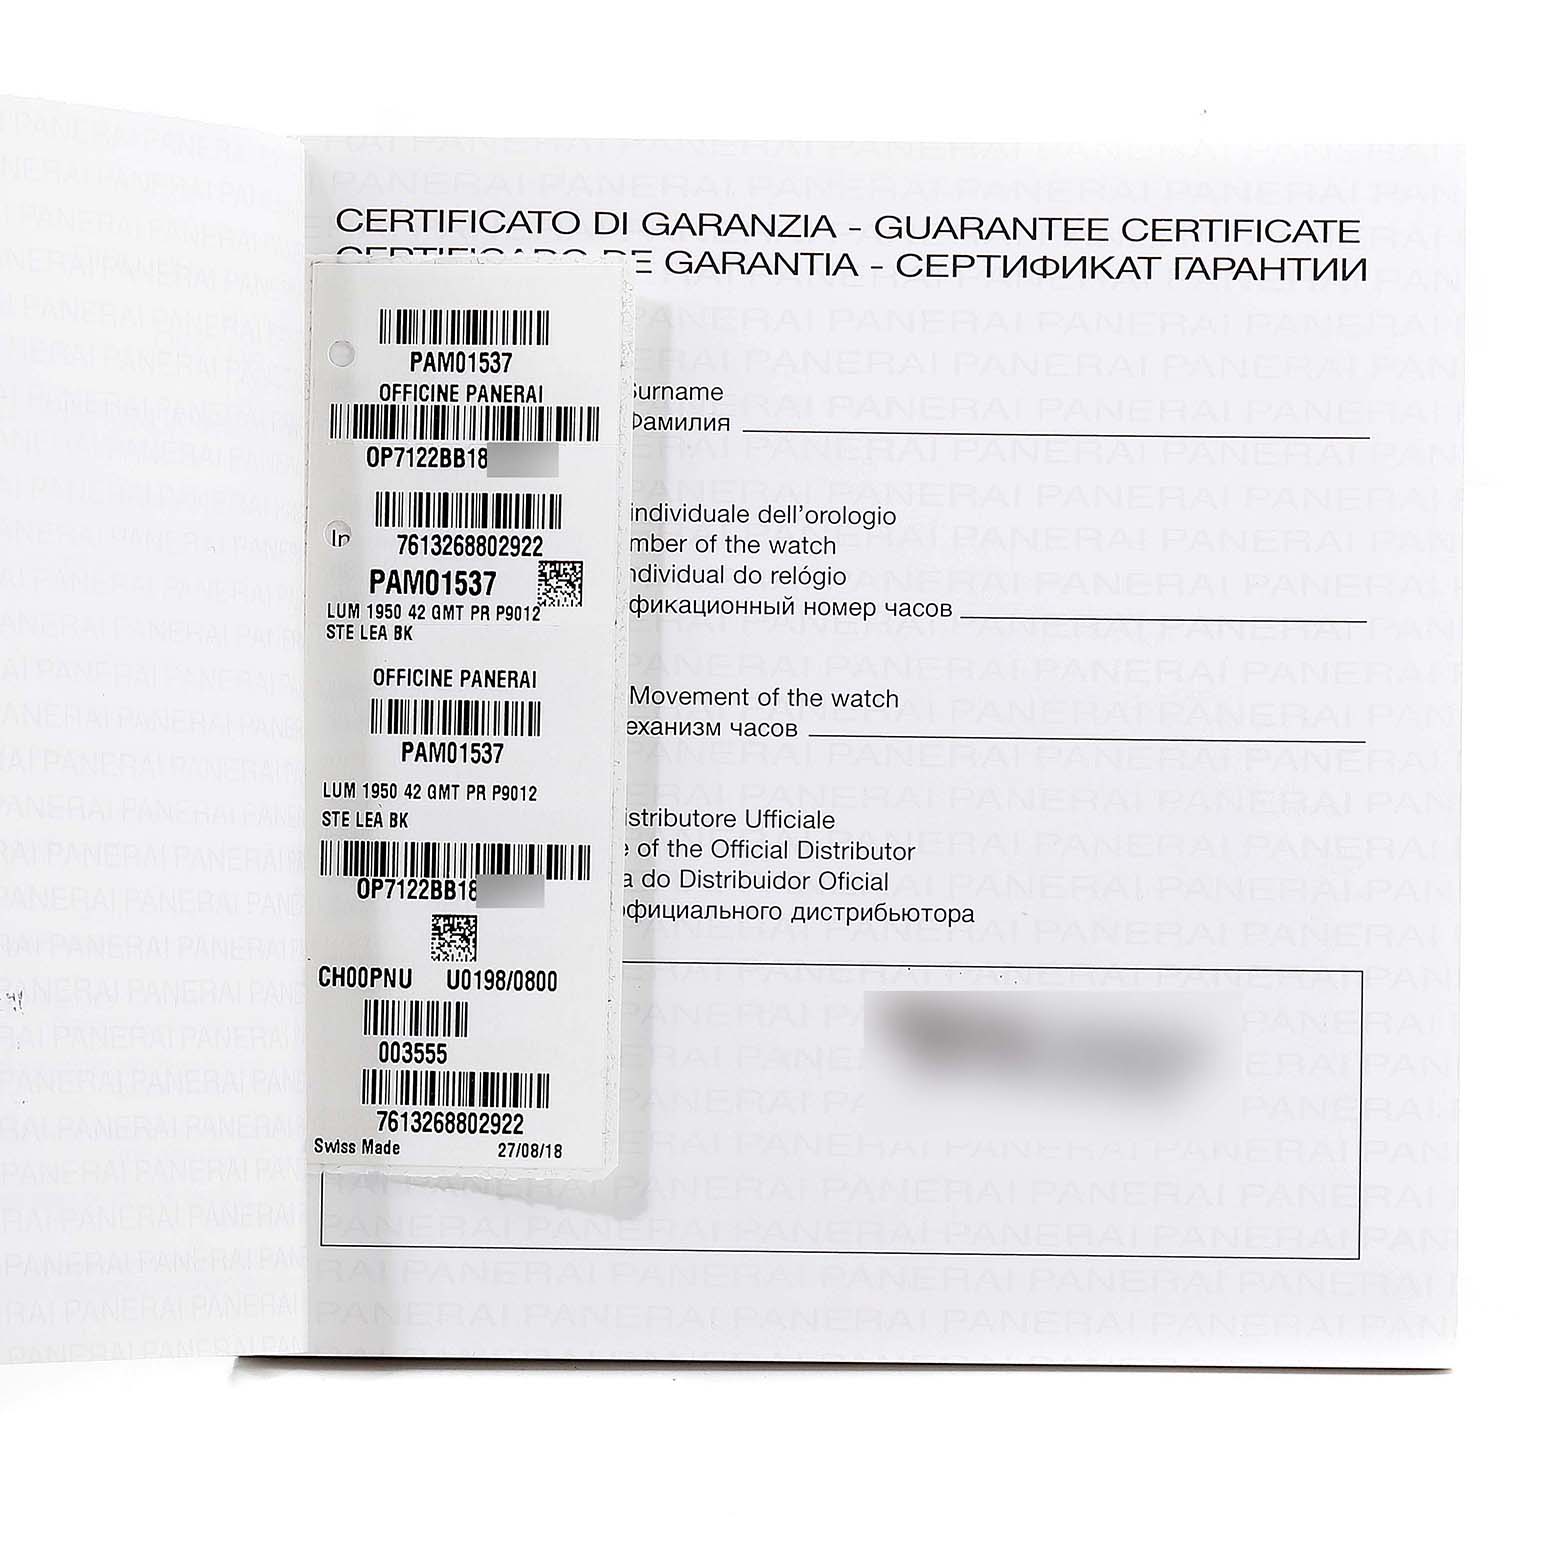 CERTIFICATO DI GARANZIA - GUARANTEE CERTIFICATE
CERTIFICADO DE GARANTIA - СЕРТИФИКАТ ГАРАНТИИ
PAM01537
OFFICINE PANERAI
OP7122BB18
7613268802922
PAM01537
LUM 1950 42 GMT PR P9012
STE LEA BK
OFFICINE PANERAI
PAM01537
LUM 1950 42 GMT PR P9012
STE LEA BK
OP7122BB18
CH00PNU U0198/0800
003555
7613268802922
Swiss Made 27/08/18
Surname
Фамилия
In
individuale dell'orologio
mber of the watch
ndividual do relógio
фикационный номер часов
Movement of the watch
еханизм часов
istributore Ufficiale
e of the Official Distributor
a do Distribuidor Oficial
официального дистрибьютора